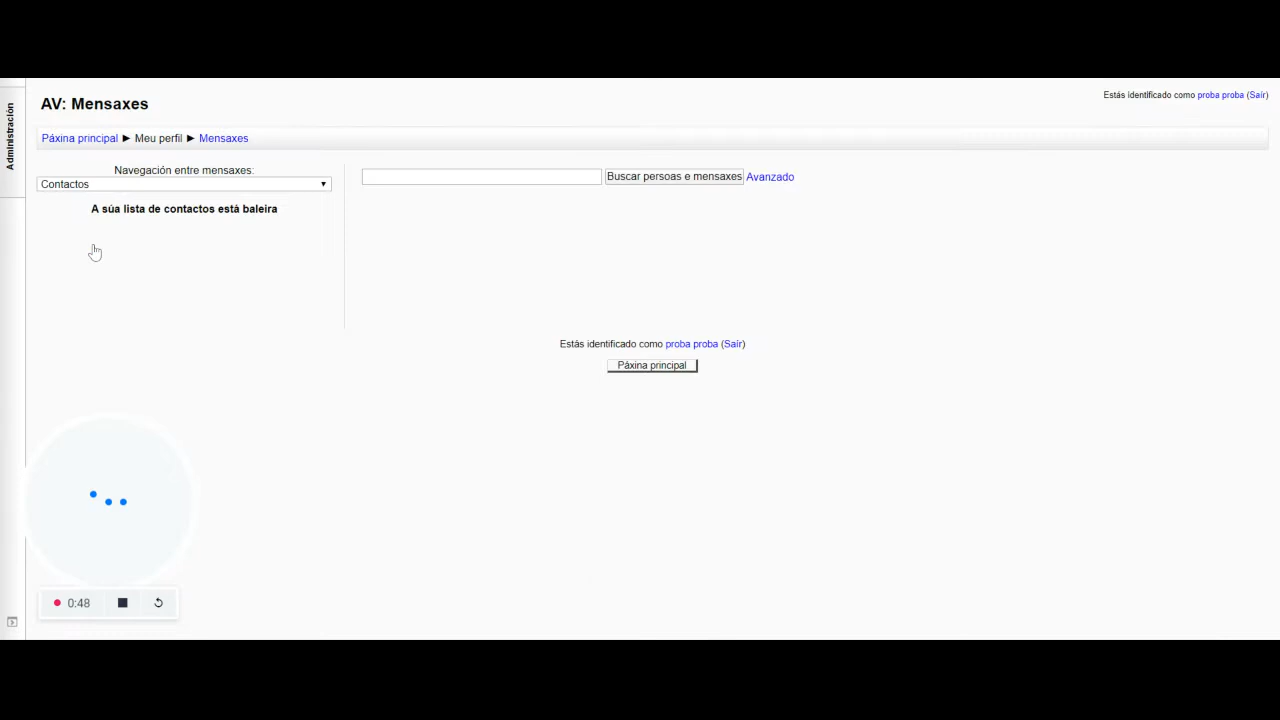 AV: Mensaxes
Estás identificado como proba proba (Saír)
Administración
Páxina principal ► Meu perfil ► Mensaxes
Navegación entre mensaxes:
Contactos
A súa lista de contactos está baleira
Buscar persoas e mensaxes Avanzado
Estás identificado como proba proba (Saír)
Páxina principal
0:48